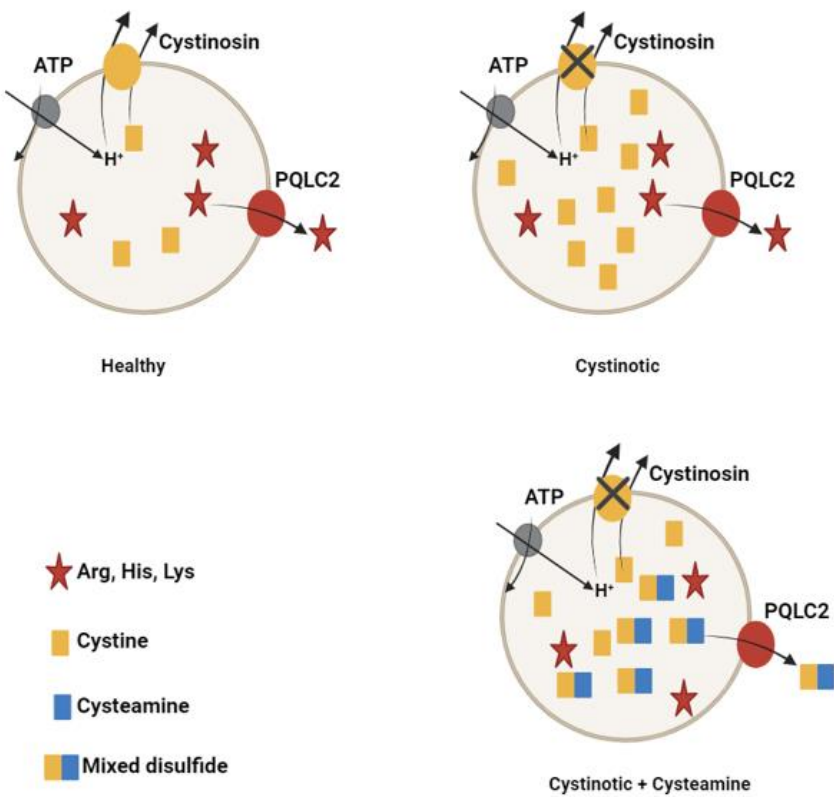 Cystinosin
ATP
H⁺
PQLC2
Healthy
Cystinosin
ATP
H⁺
PQLC2
Cystinotic
Cystinosin
ATP
H⁺
PQLC2
Cystinotic + Cysteamine
Arg, His, Lys
Cystine
Cysteamine
Mixed disulfide